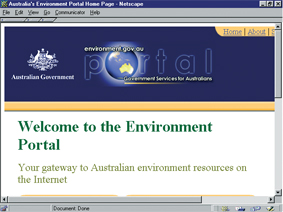 Australia's Environment Portal Home Page - Netscape
File Edit View Go Communicator Help
Home | About |
environment.gov.au
portal
Australian Government
Government Services for Australians
Welcome to the Environment
Portal
Your gateway to Australian environment resources on
the Internet
Document: Done